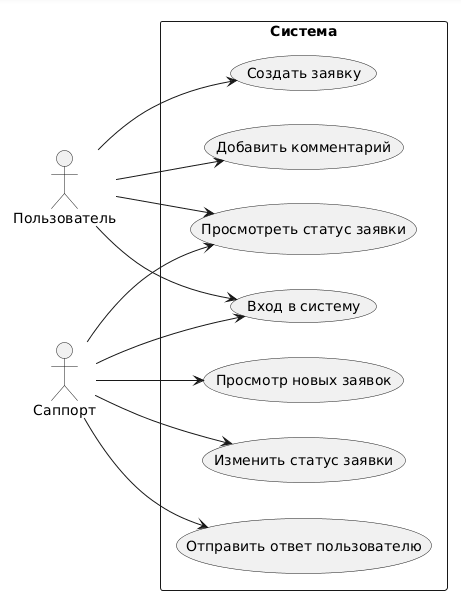 Система
Создать заявку
Добавить комментарий
Пользователь
Просмотреть статус заявки
Вход в систему
Просмотр новых заявок
Саппорт
Изменить статус заявки
Отправить ответ пользователю